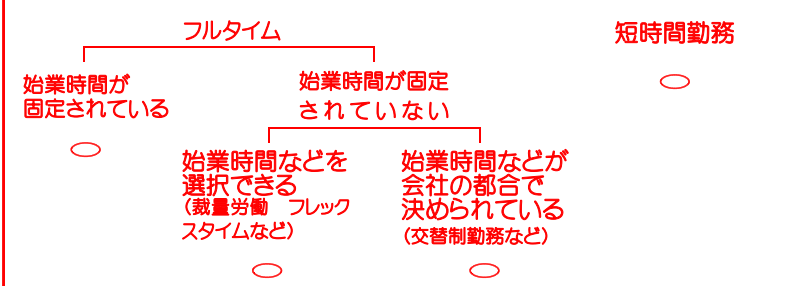 フルタイム
短時間勤務
始業時間が
固定されている
始業時間が固定
されていない
始業時間などを
選択できる
(裁量労働　フレック
スタイムなど)
始業時間などが
会社の都合で
決められている
(交替制勤務など)